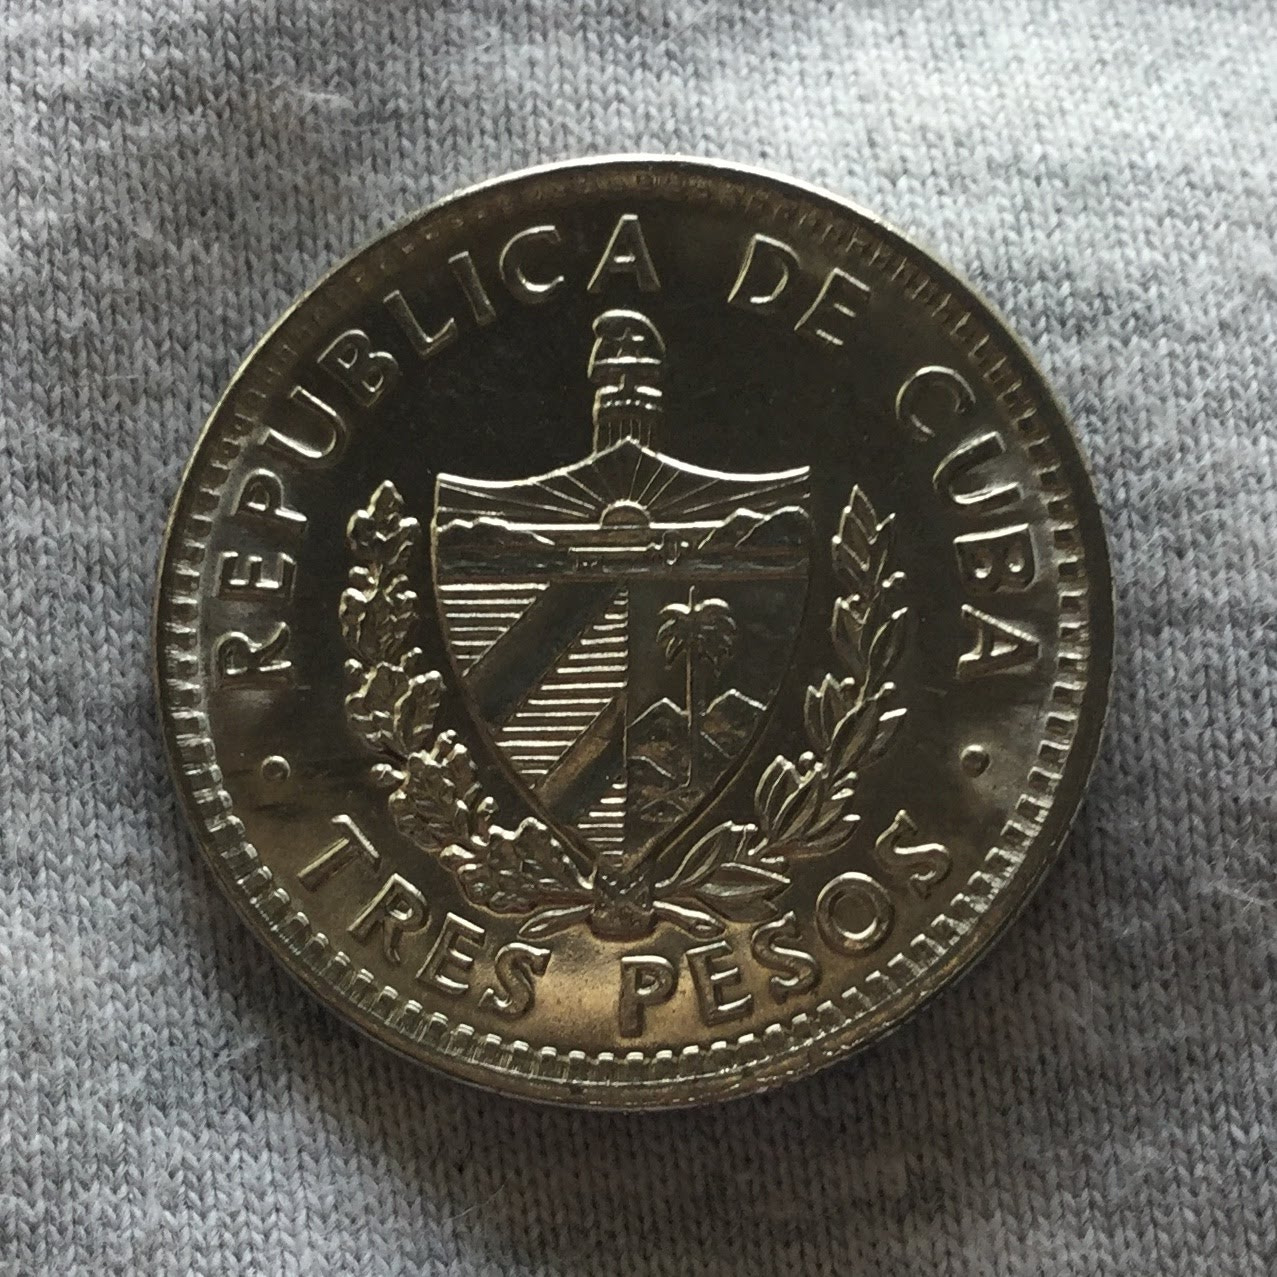 REPUBLICA DE CUBA
• TRES PESOS •